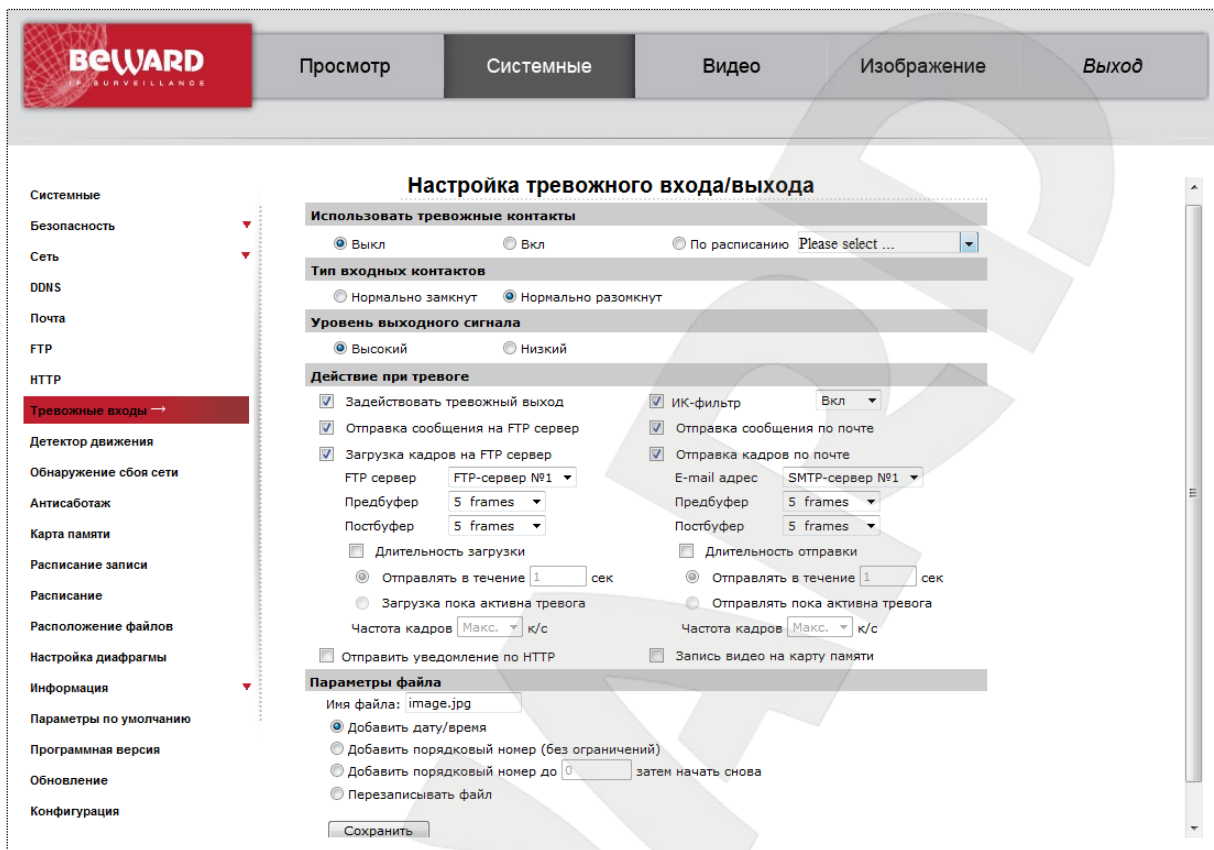 BEWARD
IP SURVEILLANCE
Просмотр Системные Видео Изображение Выход
Системные
Безопасность
Сеть
DDNS
Почта
FTP
HTTP
Тревожные входы →
Детектор движения
Обнаружение сбоя сети
Антисаботаж
Карта памяти
Расписание записи
Расписание
Расположение файлов
Настройка диафрагмы
Информация
Параметры по умолчанию
Программная версия
Обновление
Конфигурация
Настройка тревожного входа/выхода
Использовать тревожные контакты
Выкл Вкл По расписанию Please select ...
Тип входных контактов
Нормально замкнут Нормально разомкнут
Уровень выходного сигнала
Высокий Низкий
Действие при тревоге
Задействовать тревожный выход ИК-фильтр Вкл
Отправка сообщения на FTP сервер Отправка сообщения по почте
Загрузка кадров на FTP сервер Отправка кадров по почте
FTP сервер FTP-сервер №1 E-mail адрес SMTP-сервер №1
Предбуфер 5 frames Предбуфер 5 frames
Постбуфер 5 frames Постбуфер 5 frames
Длительность загрузки Длительность отправки
Отправлять в течение 1 сек Отправлять в течение 1 сек
Загрузка пока активна тревога Отправлять пока активна тревога
Частота кадров Макс. к/с Частота кадров Макс. к/с
Отправить уведомление по HTTP Запись видео на карту памяти
Параметры файла
Имя файла: image.jpg
Добавить дату/время
Добавить порядковый номер (без ограничений)
Добавить порядковый номер до 0 затем начать снова
Перезаписывать файл
Сохранить